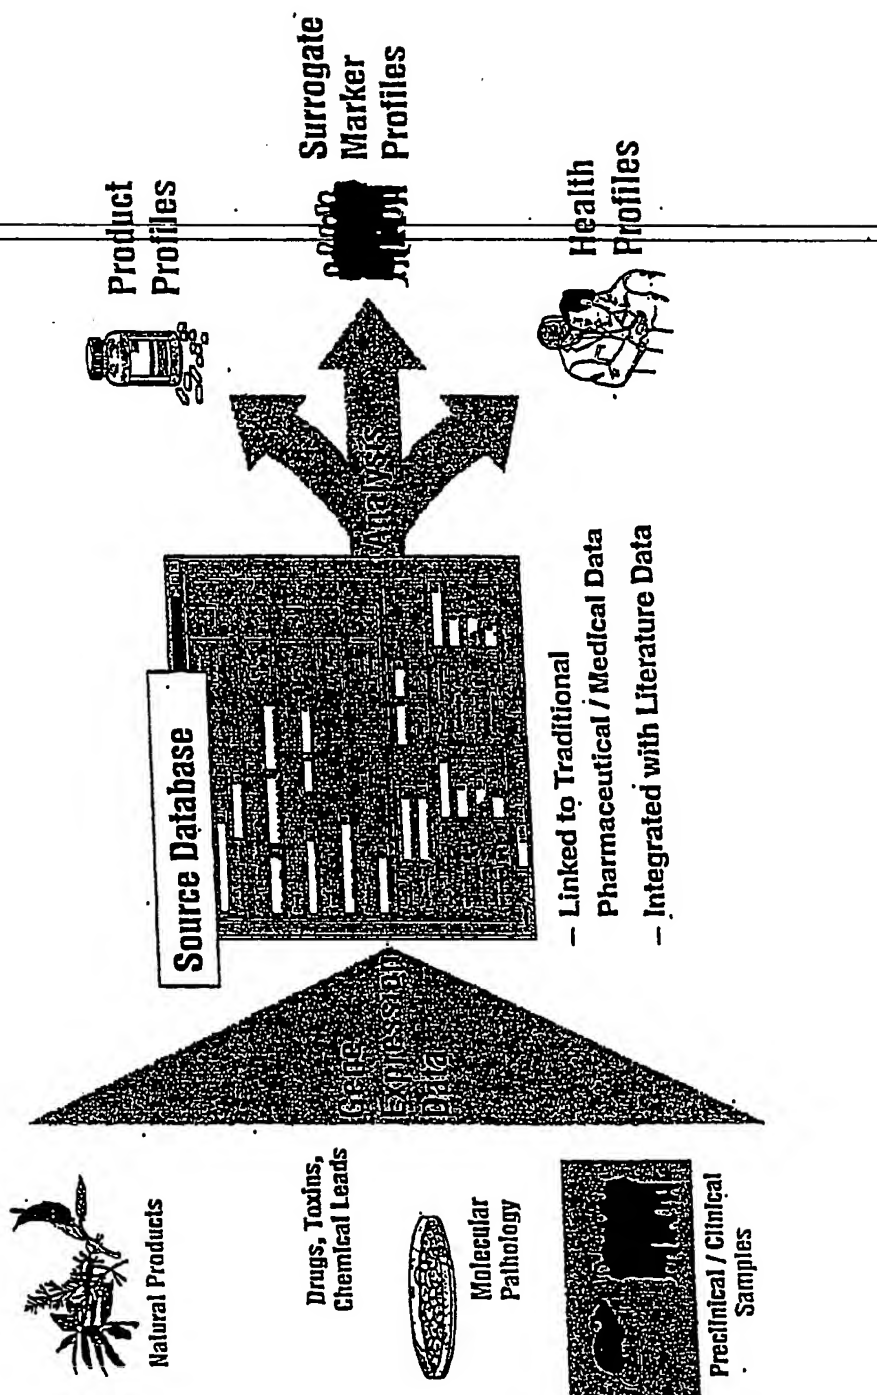 Natural Products
Drugs, Toxins,
Chemical Leads
Molecular
Pathology
Preclinical / Clinical
Samples
Gene
Expression
Data
Source Database
– Linked to Traditional
Pharmaceutical / Medical Data
– Integrated with Literature Data
Analysis
Product
Profiles
Surrogate
Marker
Profiles
Health
Profiles